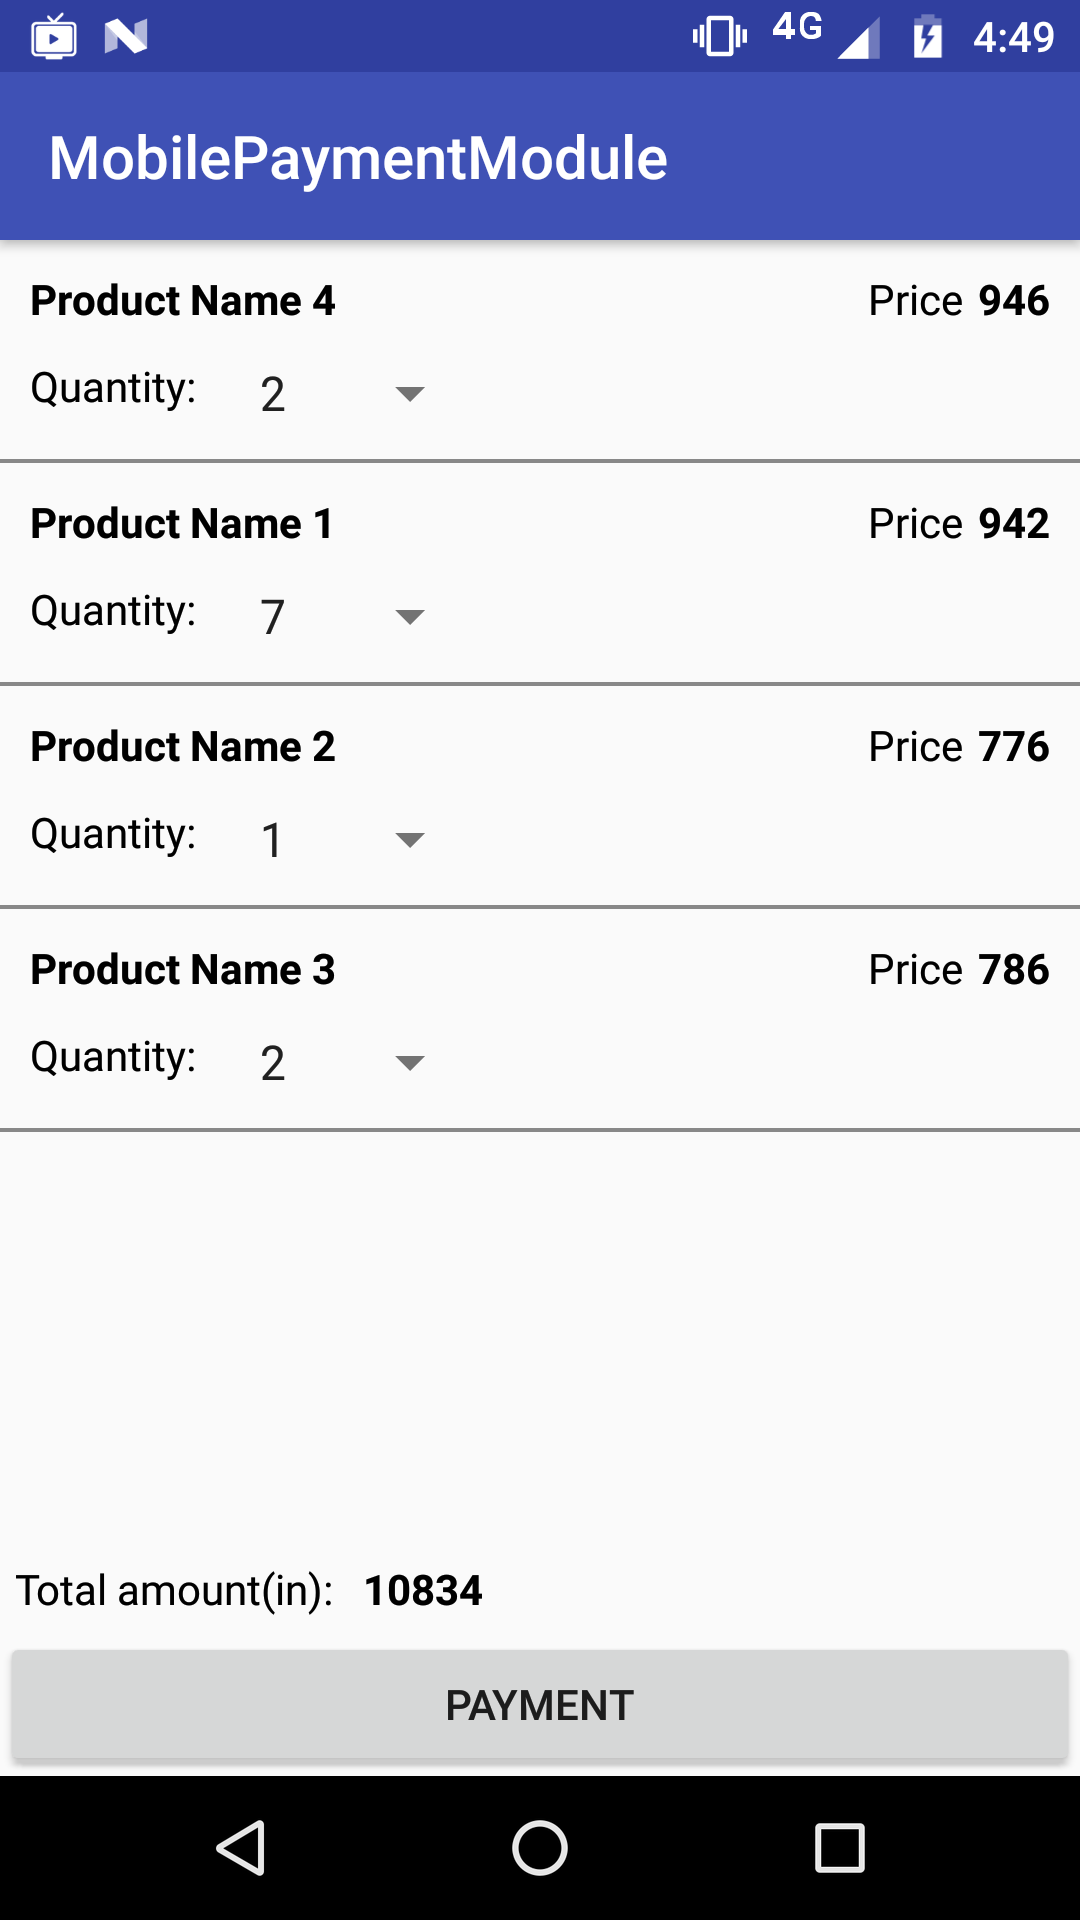 4G 4:49
MobilePaymentModule
Product Name 4 Price 946
Quantity: 2
Product Name 1 Price 942
Quantity: 7
Product Name 2 Price 776
Quantity: 1
Product Name 3 Price 786
Quantity: 2
Total amount(in): 10834
PAYMENT